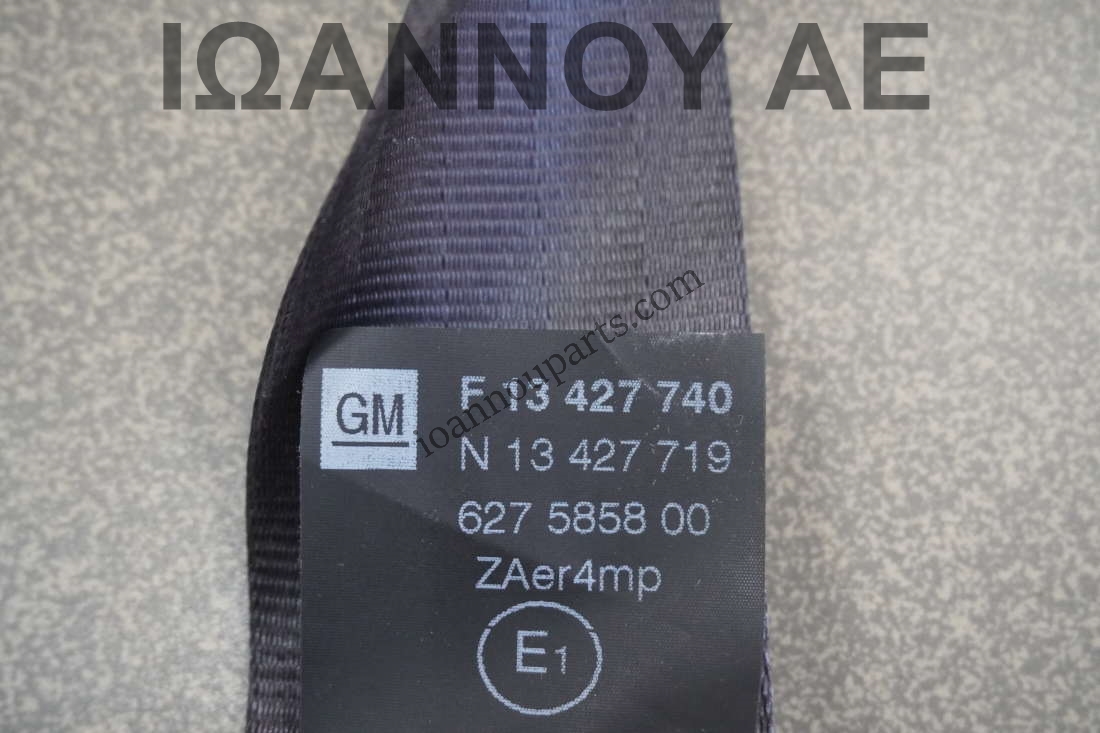 ΙΩΑΝΝΟΥ ΑΕ
ioannouparts.com
GM
F 13 427 740
N 13 427 719
627 5858 00
ZAer4mp
E1